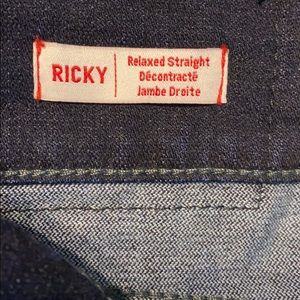 RICKY
Relaxed Straight
Décontracté
Jambe Droite